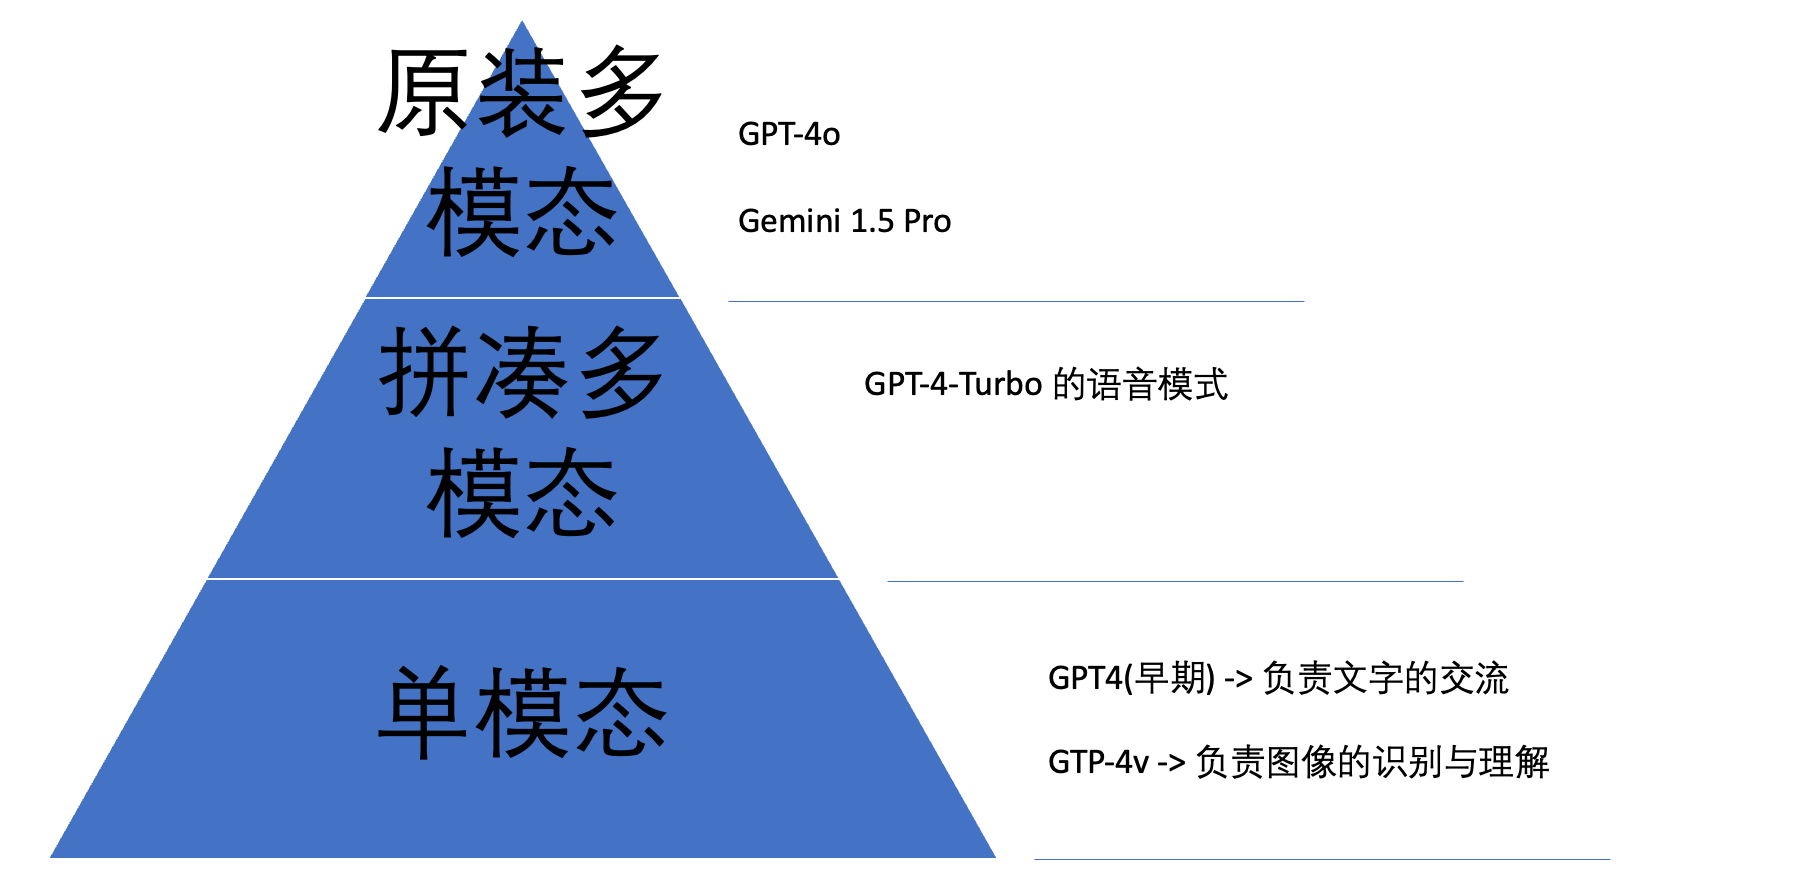 原装多
模态
GPT-4o
Gemini 1.5 Pro
拼凑多
模态
GPT-4-Turbo 的语音模式
单模态
GPT4(早期) -> 负责文字的交流
GTP-4v -> 负责图像的识别与理解